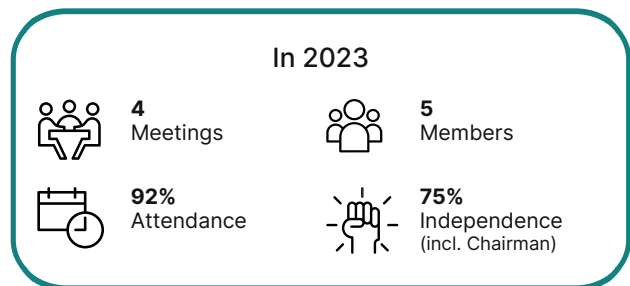 In 2023
4
Meetings
5
Members
92%
Attendance
75%
Independence
(incl. Chairman)